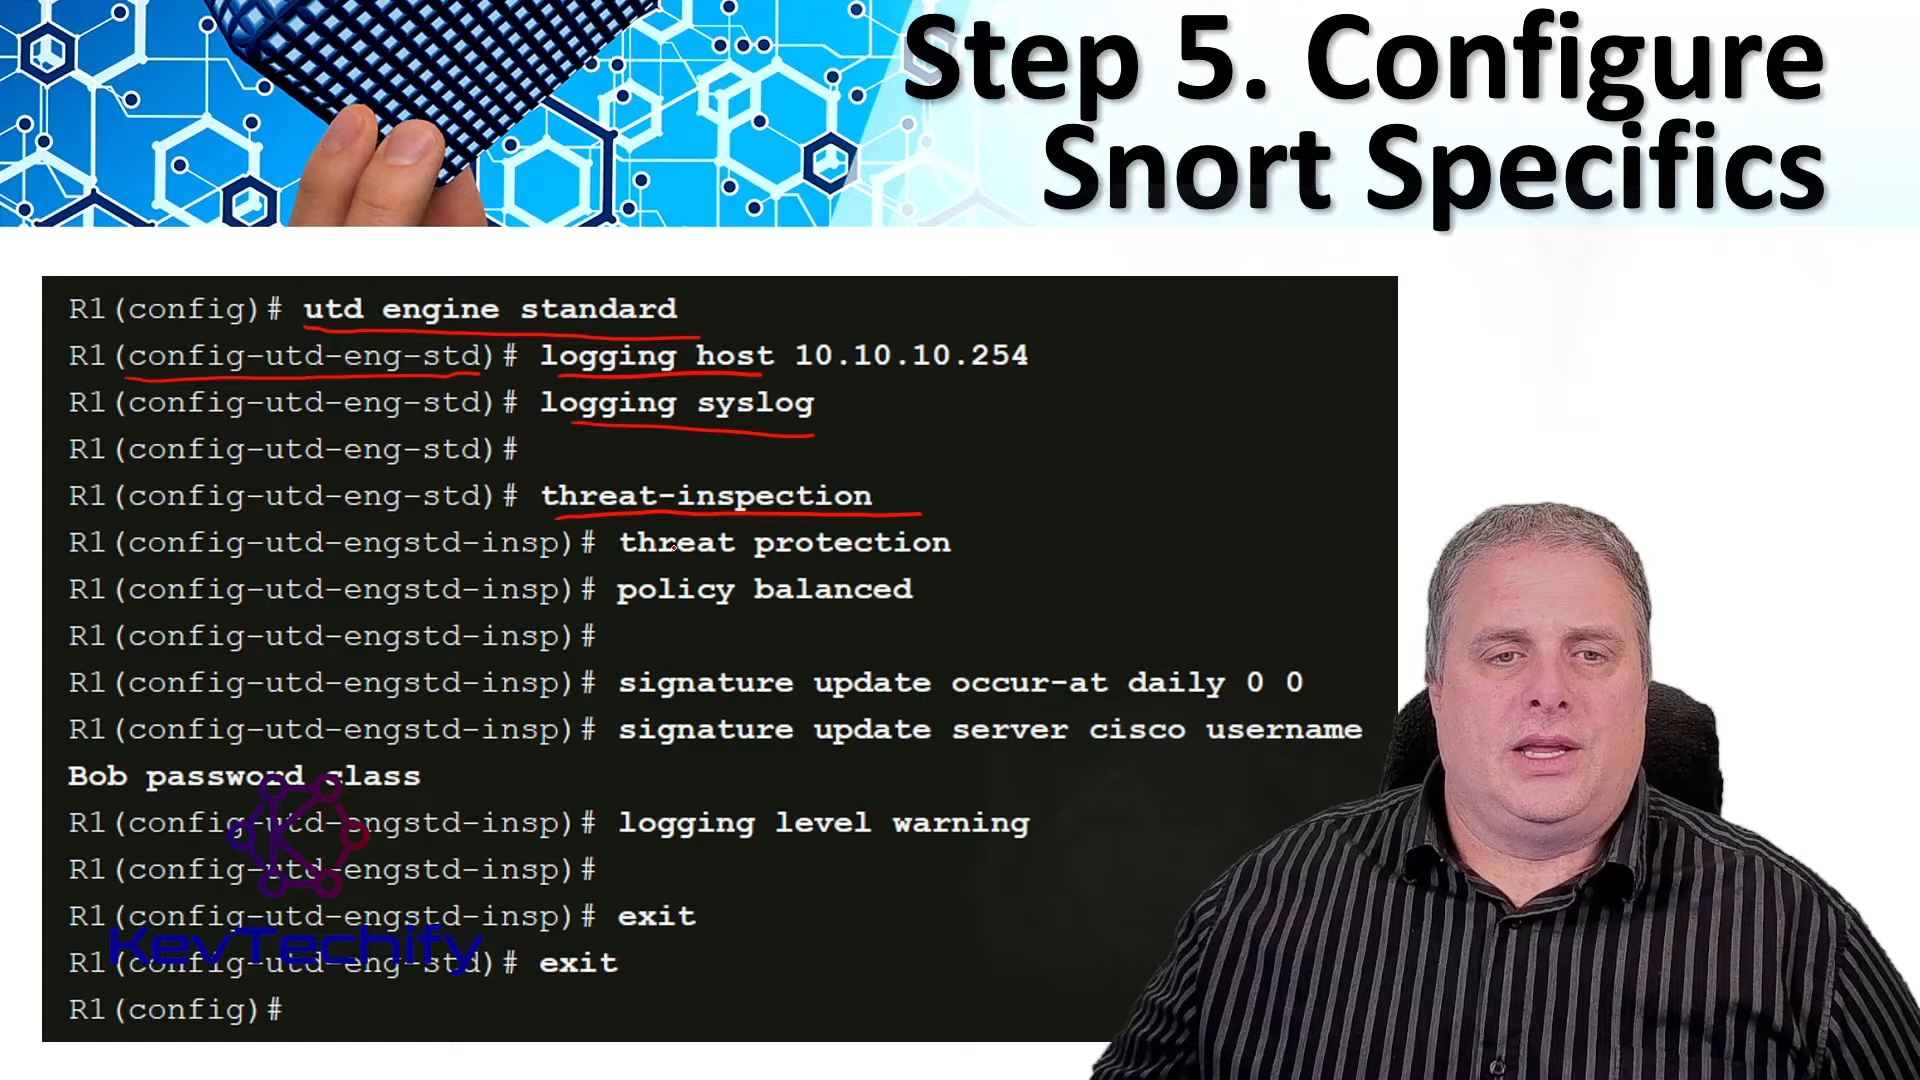 Step 5. Configure
Snort Specifics
R1(config)# utd engine standard
R1(config-utd-eng-std)# logging host 10.10.10.254
R1(config-utd-eng-std)# logging syslog
R1(config-utd-eng-std)#
R1(config-utd-eng-std)# threat-inspection
R1(config-utd-engstd-insp)# threat protection
R1(config-utd-engstd-insp)# policy balanced
R1(config-utd-engstd-insp)#
R1(config-utd-engstd-insp)# signature update occur-at daily 0 0
R1(config-utd-engstd-insp)# signature update server cisco username
Bob password class
R1(config-utd-engstd-insp)# logging level warning
R1(config-utd-engstd-insp)#
R1(config-utd-engstd-insp)# exit
KevTechify
R1(config-utd-eng-std)# exit
R1(config)#